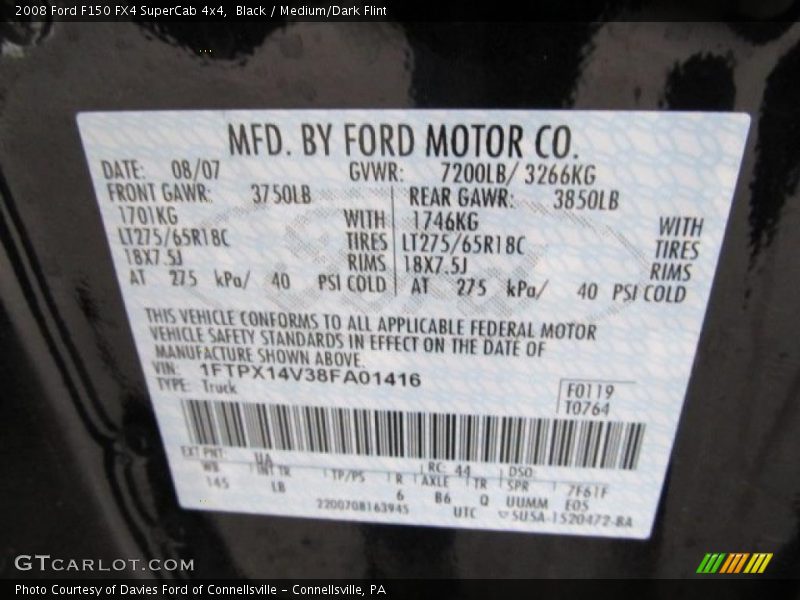 2008 Ford F150 FX4 SuperCab 4x4, Black / Medium/Dark Flint
MFD. BY FORD MOTOR CO.
DATE: 08/07 GVWR: 7200LB/ 3266KG
FRONT GAWR: 3750LB REAR GAWR: 3850LB
1701KG WITH 1746KG WITH
LT275/65R18C TIRES LT275/65R18C TIRES
18X7.5J RIMS 18X7.5J RIMS
AT 275 kPa/ 40 PSI COLD AT 275 kPa/ 40 PSI COLD
THIS VEHICLE CONFORMS TO ALL APPLICABLE FEDERAL MOTOR
VEHICLE SAFETY STANDARDS IN EFFECT ON THE DATE OF
MANUFACTURE SHOWN ABOVE.
VIN: 1FTPX14V38FA01416
TYPE: Truck
F0119
T0764
EXT PNT: UA RC: 44 DSO:
WB INT TR TP/PS R AXLE TR SPR 7F61F
145 LB 6 B6 Q UUMM E05
2200708163945 UTC SUSA-1520472-BA
GTCARLOT.COM
Photo Courtesy of Davies Ford of Connellsville – Connellsville, PA